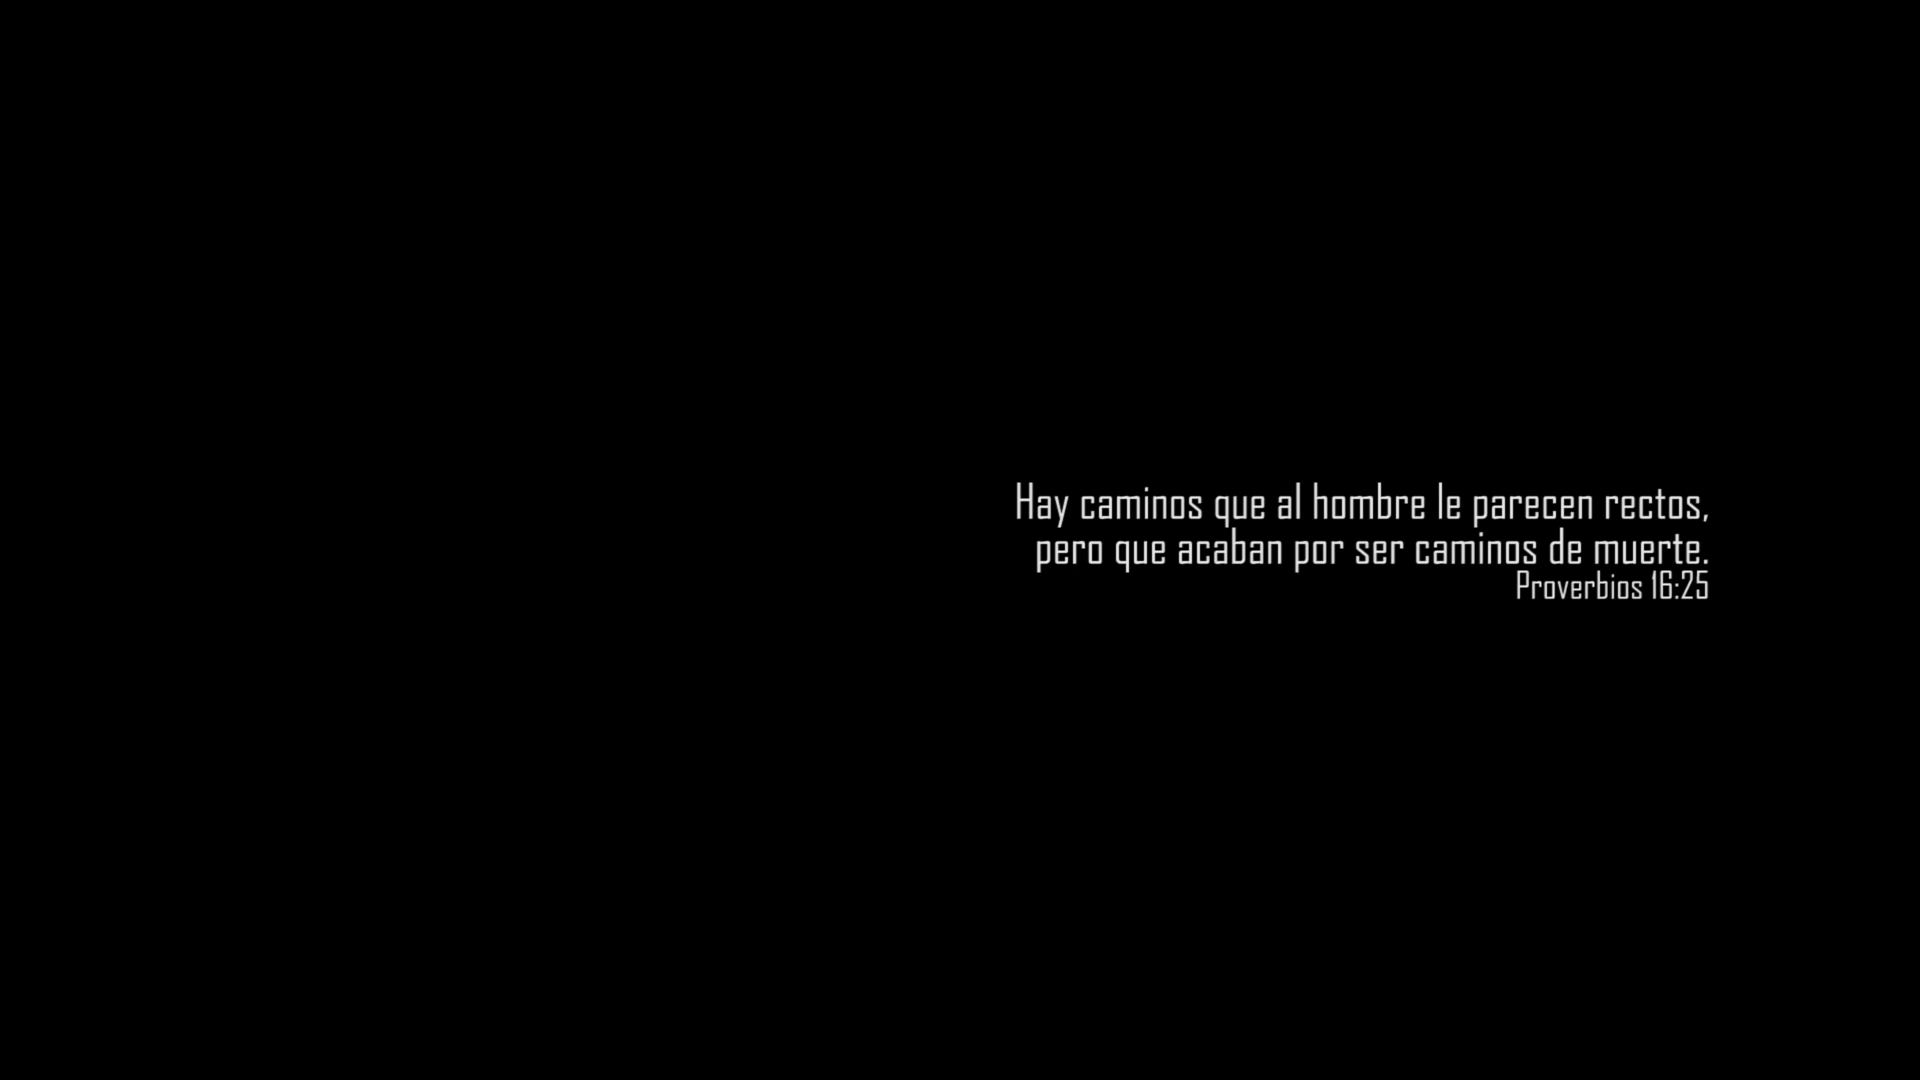 Hay caminos que al hombre le parecen rectos,
pero que acaban por ser caminos de muerte.
Proverbios 16:25